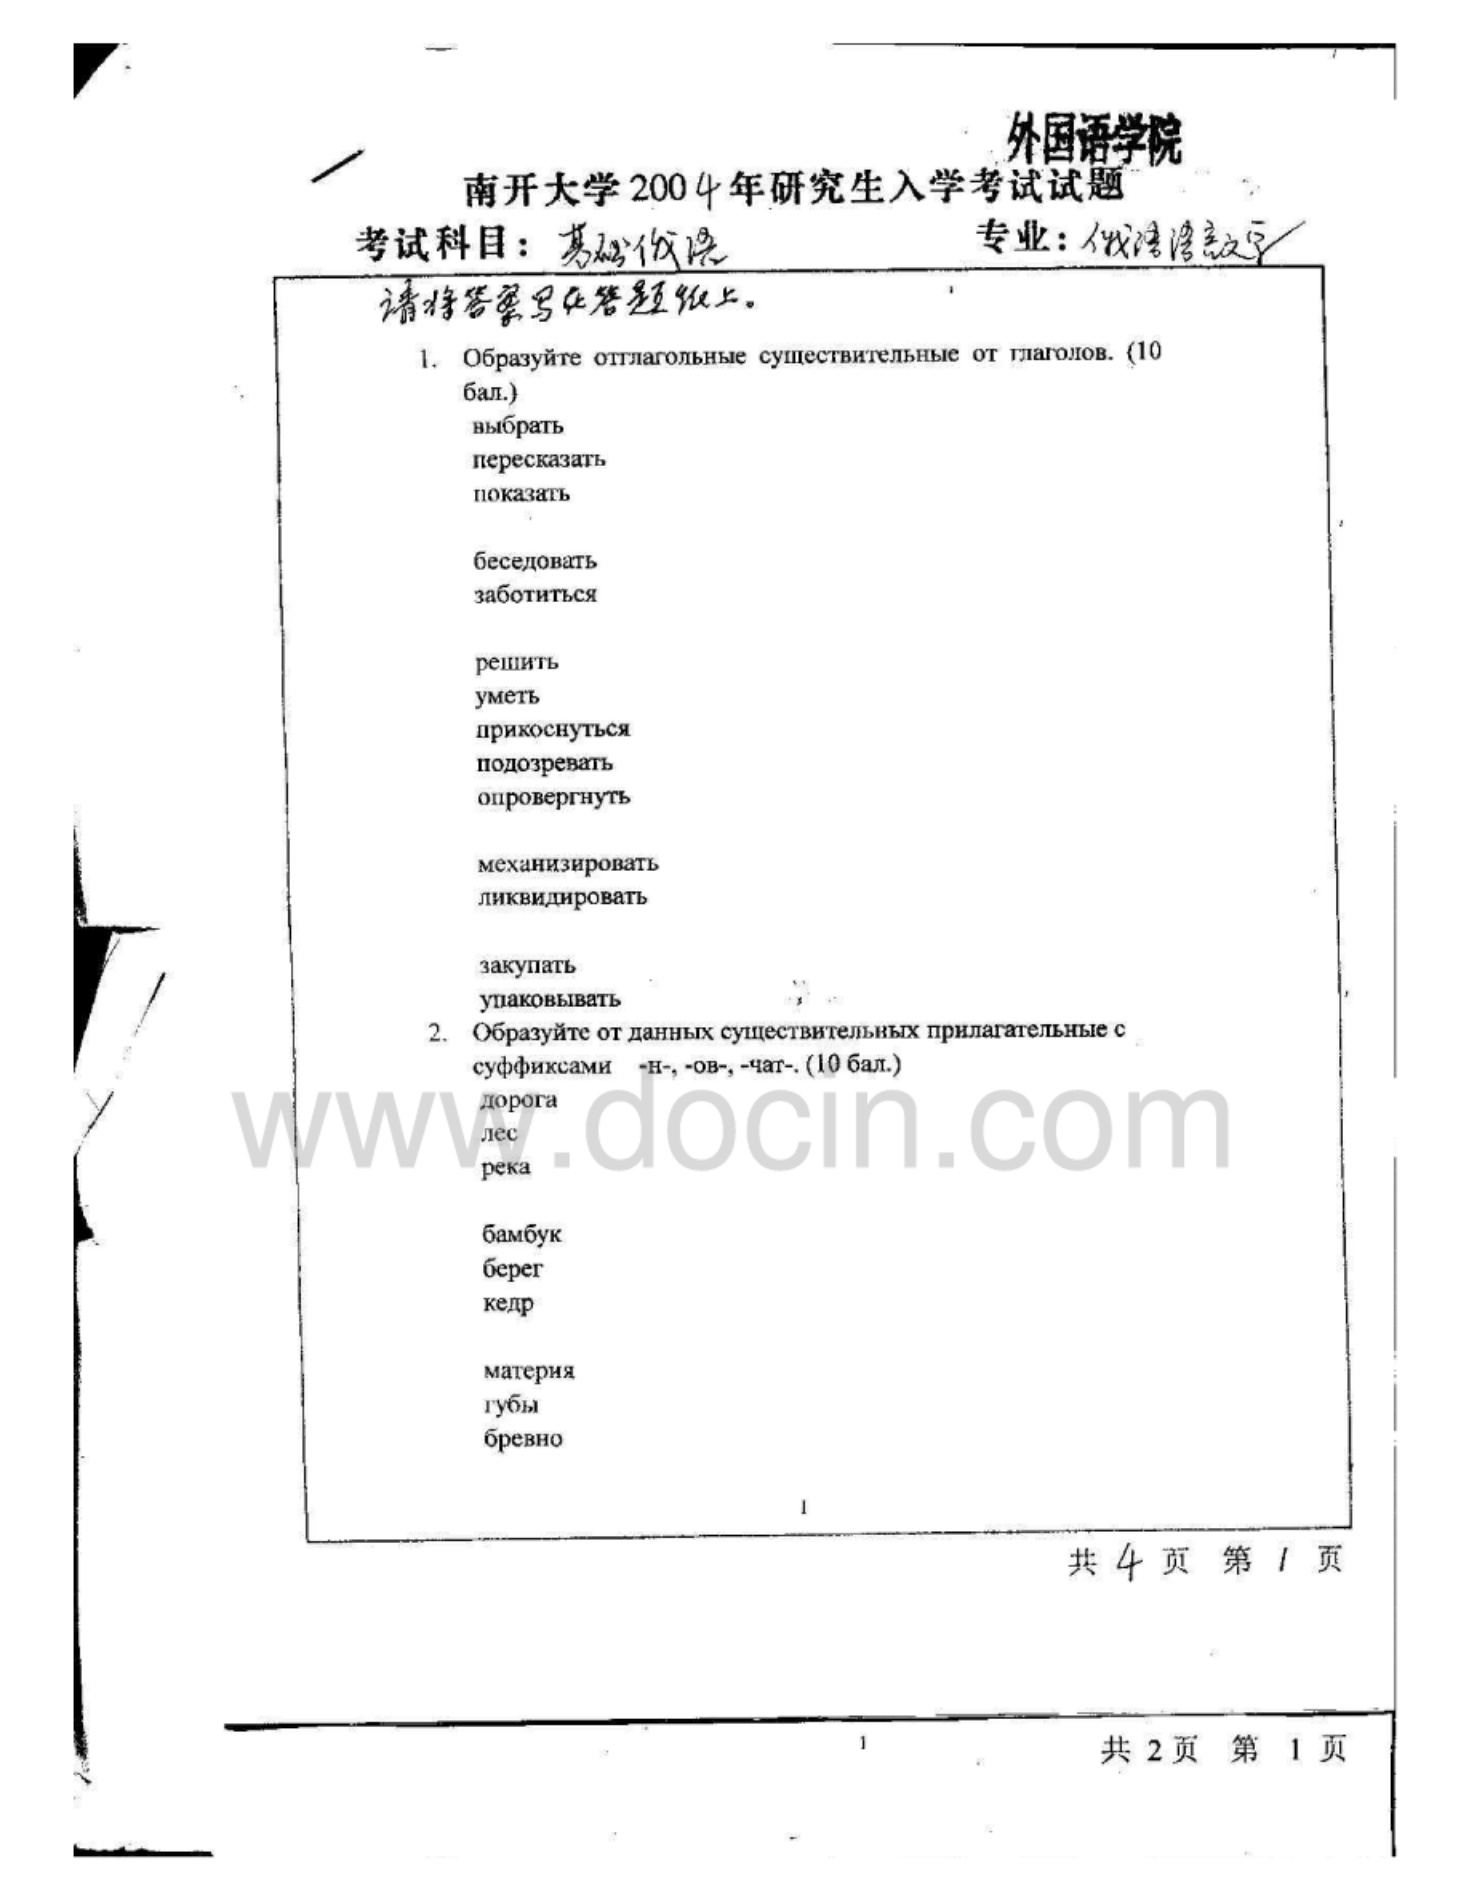 外国语学院
南开大学2004年研究生入学考试试题
考试科目：基础俄语 专业：俄语语言文学
请将答案写在答题纸上。
1. Образуйте отглагольные существительные от глаголов. (10
бал.)
выбрать
пересказать
показать
беседовать
заботиться
решить
уметь
прикоснуться
подозревать
опровергнуть
механизировать
ликвидировать
закупать
упаковывать
2. Образуйте от данных существительных прилагательные с
суффиксами -н-, -ов-, -чат-. (10 бал.)
дорога
лес
река
www.docin.com
бамбук
берег
кедр
материя
губы
бревно
1
共 4 页 第 1 页
1
共 2 页 第 1 页